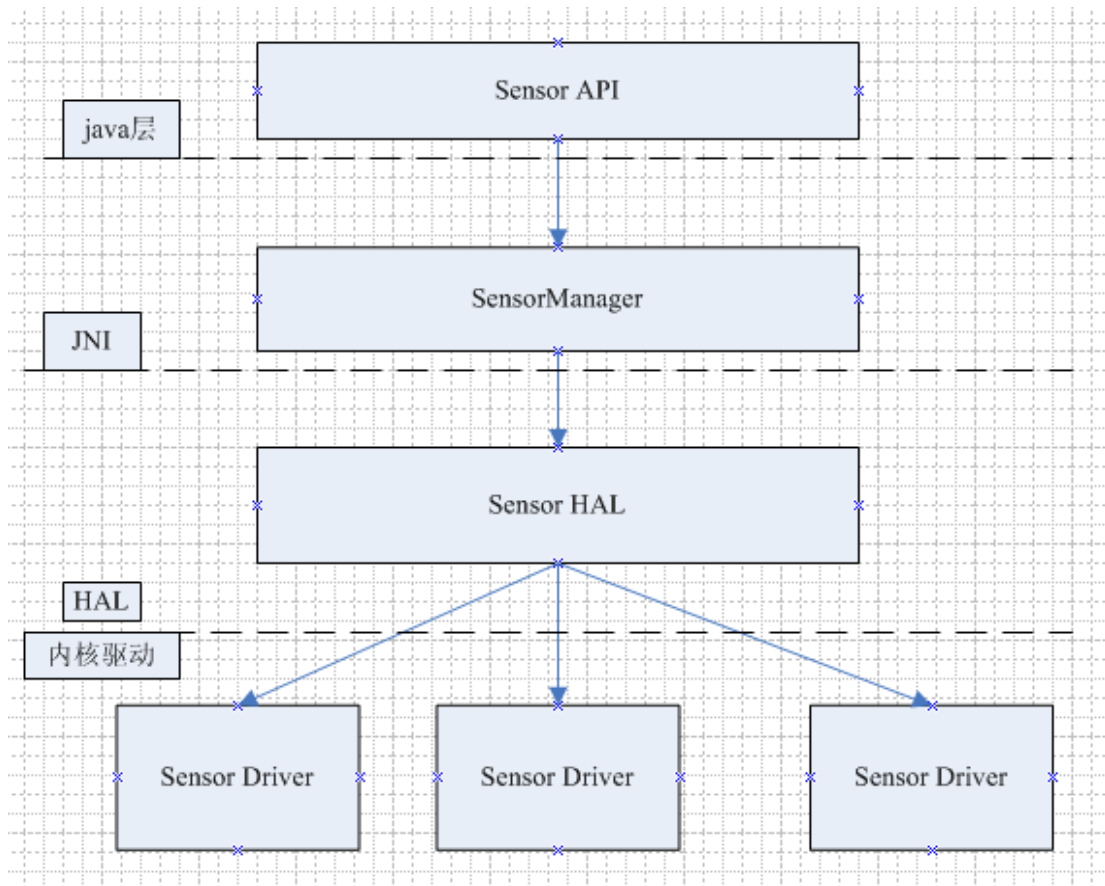 Sensor API
java层
SensorManager
JNI
Sensor HAL
HAL
内核驱动
Sensor Driver
Sensor Driver
Sensor Driver